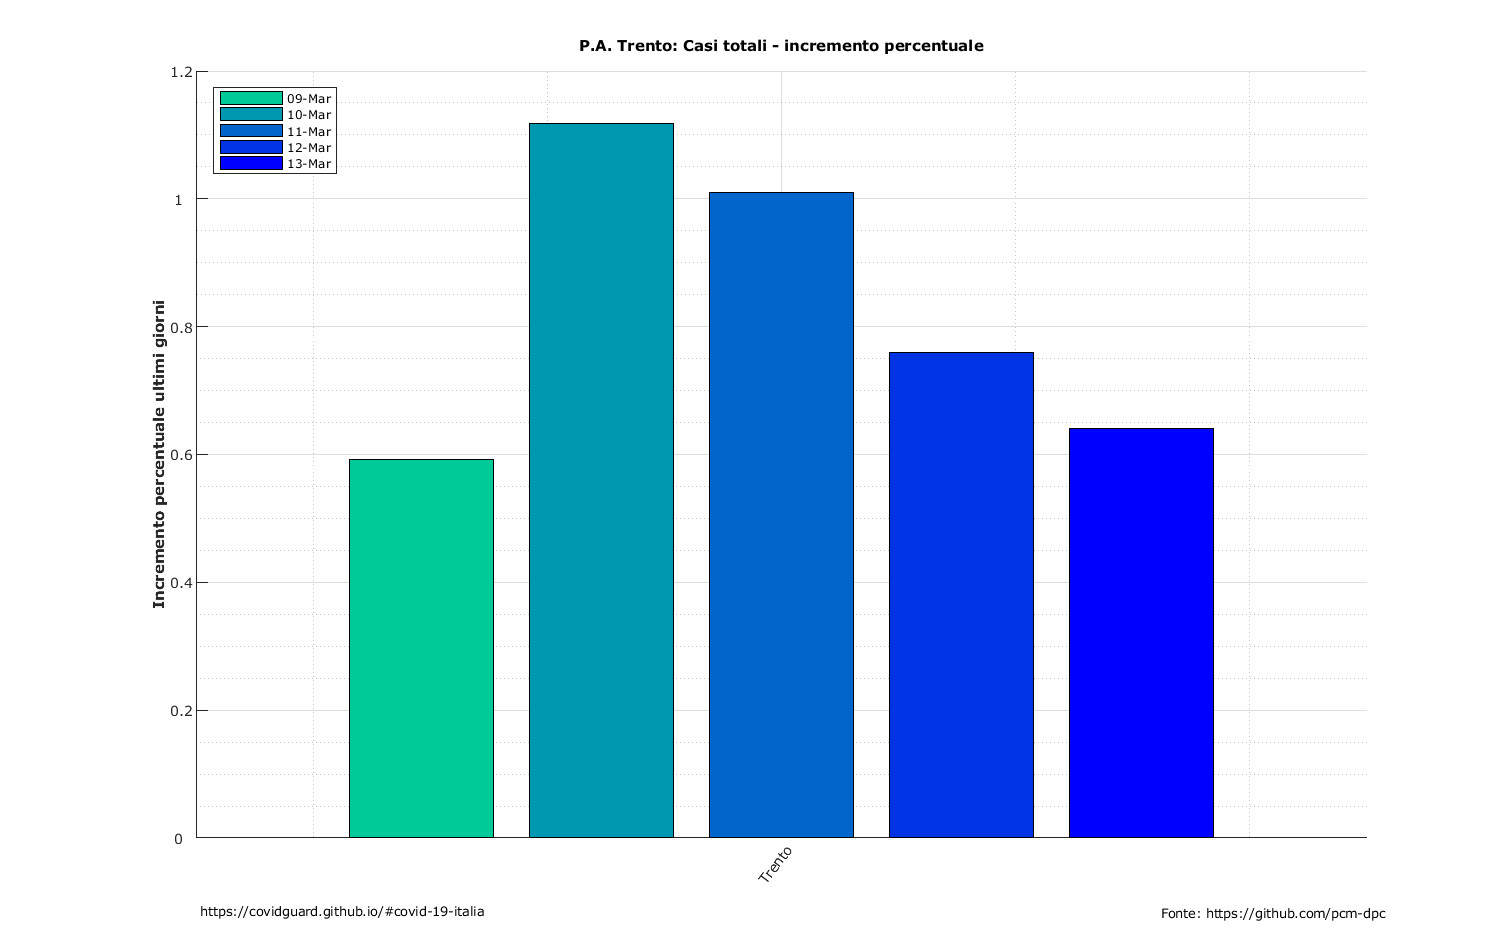 P.A. Trento: Casi totali - incremento percentuale
Incremento percentuale ultimi giorni
1.2
1
0.8
0.6
0.4
0.2
0
09-Mar
10-Mar
11-Mar
12-Mar
13-Mar
Trento
https://covidguard.github.io/#covid-19-italia
Fonte: https://github.com/pcm-dpc